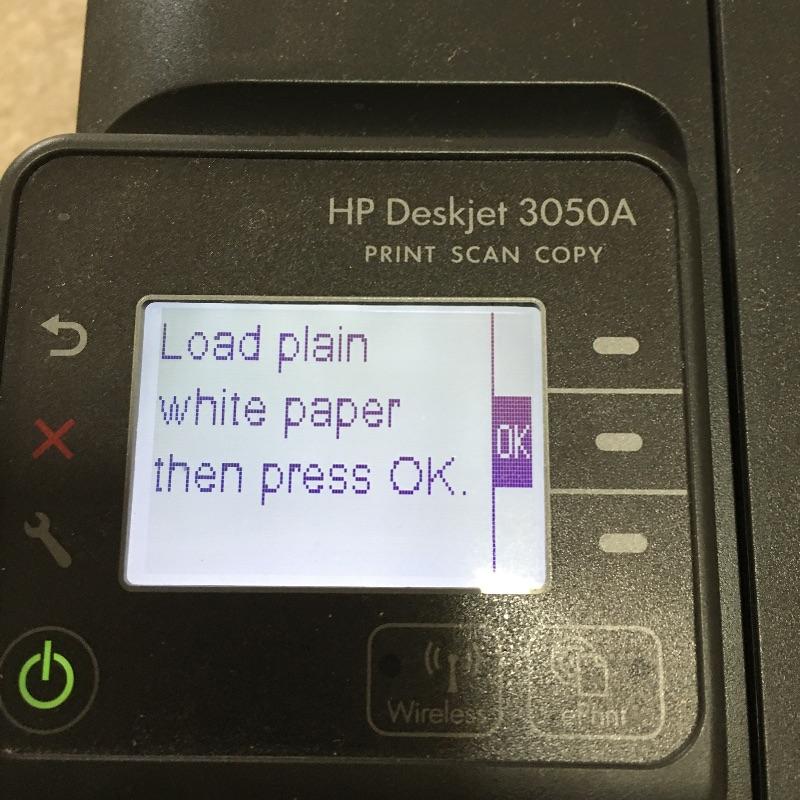 HP Deskjet 3050A
PRINT SCAN COPY
Load plain
white paper
then press OK.
OK
Wireless
ePrint